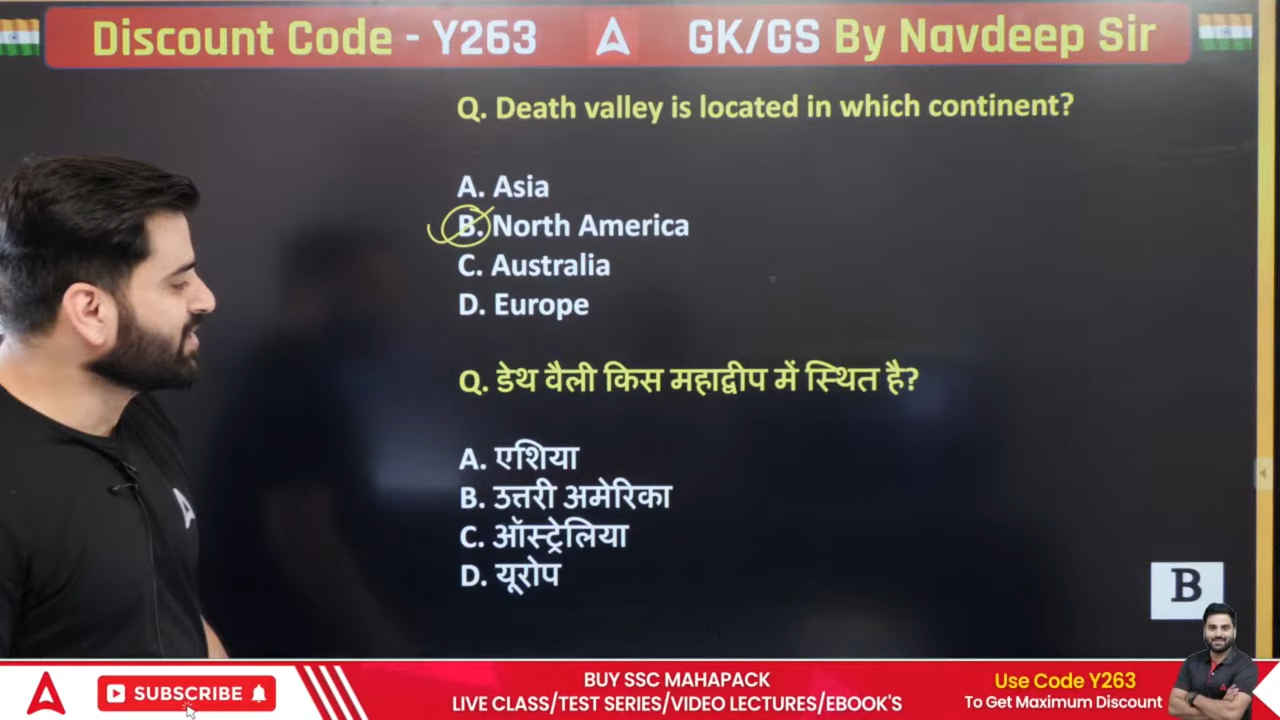 Discount Code - Y263 GK/GS By Navdeep Sir
Q. Death valley is located in which continent?
A. Asia
B. North America
C. Australia
D. Europe
Q. डेथ वैली किस महाद्वीप में स्थित है?
A. एशिया
B. उत्तरी अमेरिका
C. ऑस्ट्रेलिया
D. यूरोप
B
SUBSCRIBE
BUY SSC MAHAPACK
LIVE CLASS/TEST SERIES/VIDEO LECTURES/EBOOK'S
Use Code Y263
To Get Maximum Discount